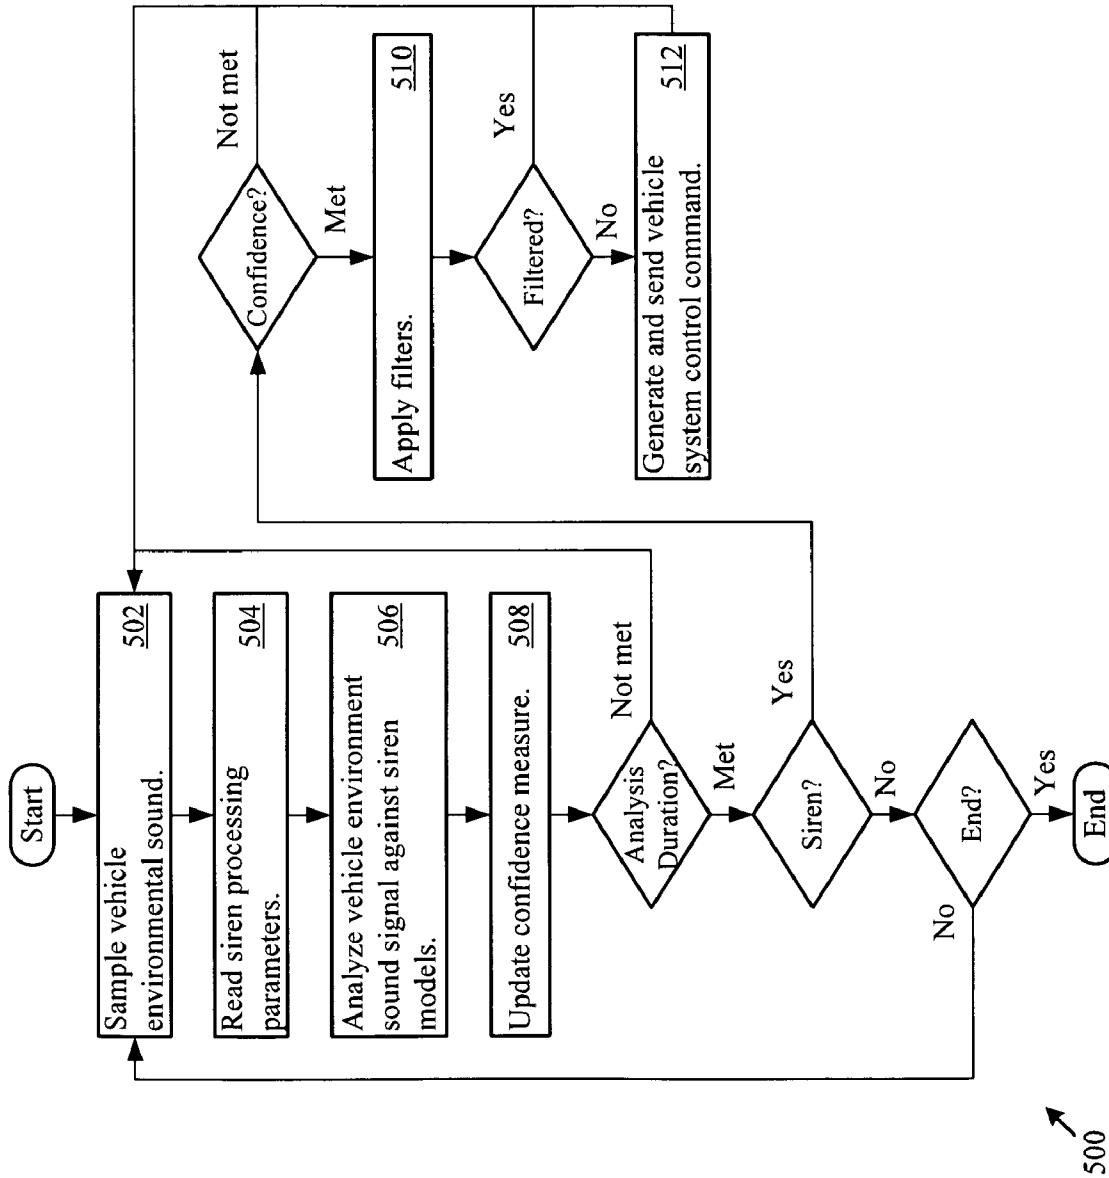 Start
Sample vehicle
environmental sound. 502
Read siren processing
parameters. 504
Analyze vehicle environment
sound signal against siren
models. 506
Update confidence measure. 508
Analysis
Duration?
Not met
Met
Siren?
Yes
No
End?
No
Yes
End
Confidence?
Not met
Met
Apply filters. 510
Filtered?
Yes
No
Generate and send vehicle
system control command. 512
500